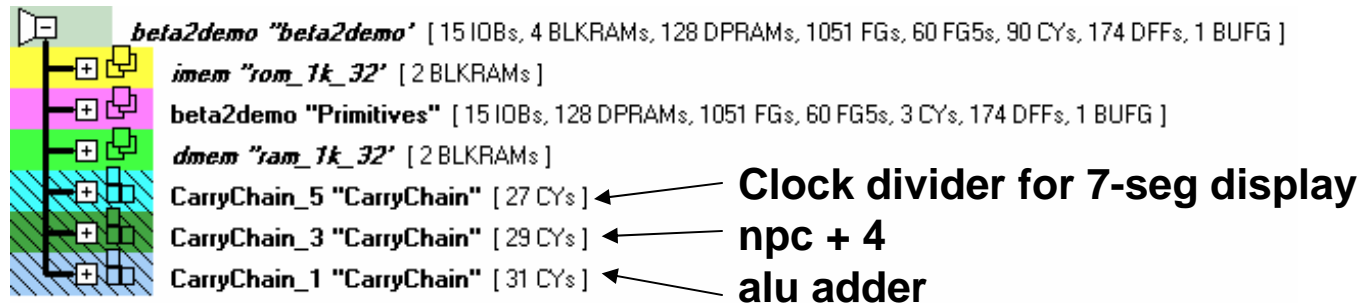 beta2demo "beta2demo' [ 15 IOBs, 4 BLKRAMs, 128 DPRAMs, 1051 FGs, 60 FG5s, 90 CYs, 174 DFFs, 1 BUFG ]
imem "rom_1k_32' [ 2 BLKRAMs ]
beta2demo "Primitives" [ 15 IOBs, 128 DPRAMs, 1051 FGs, 60 FG5s, 3 CYs, 174 DFFs, 1 BUFG ]
dmem "ram_1k_32' [ 2 BLKRAMs ]
CarryChain_5 "CarryChain" [ 27 CYs ] Clock divider for 7-seg display
CarryChain_3 "CarryChain" [ 29 CYs ] npc + 4
CarryChain_1 "CarryChain" [ 31 CYs ] alu adder